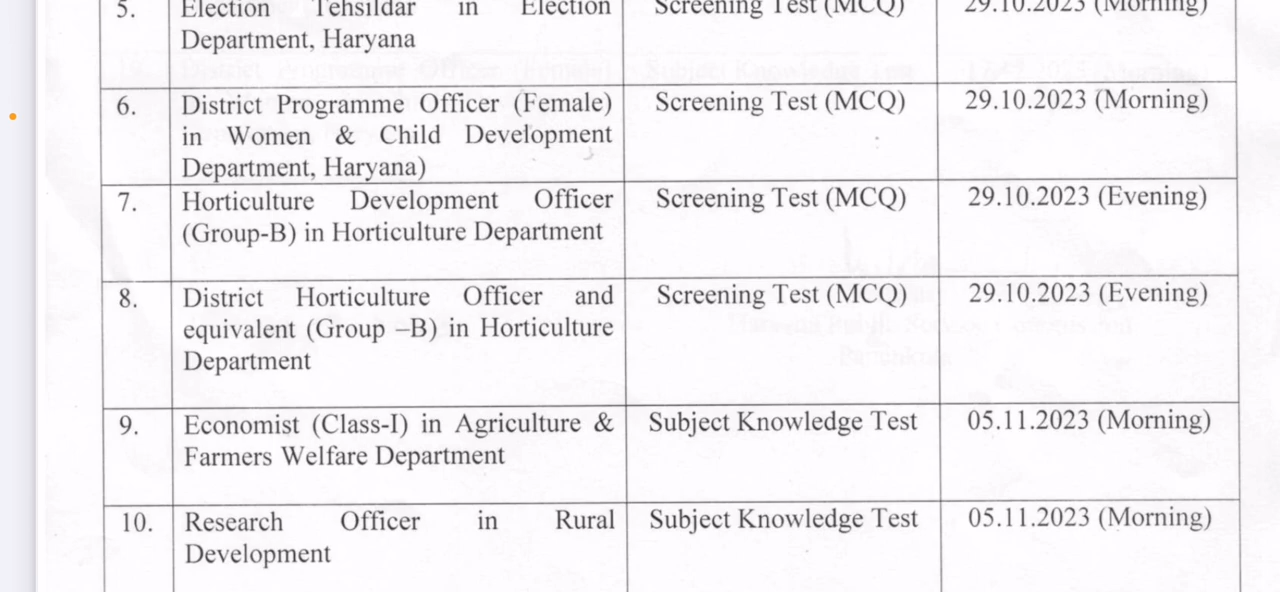 5. Election Tehsildar in Election Screening Test (MCQ) 29.10.2023 (Morning)
Department, Haryana
6. District Programme Officer (Female) Screening Test (MCQ) 29.10.2023 (Morning)
in Women & Child Development
Department, Haryana)
7. Horticulture Development Officer Screening Test (MCQ) 29.10.2023 (Evening)
(Group-B) in Horticulture Department
8. District Horticulture Officer and Screening Test (MCQ) 29.10.2023 (Evening)
equivalent (Group –B) in Horticulture
Department
9. Economist (Class-I) in Agriculture & Subject Knowledge Test 05.11.2023 (Morning)
Farmers Welfare Department
10. Research Officer in Rural Subject Knowledge Test 05.11.2023 (Morning)
Development